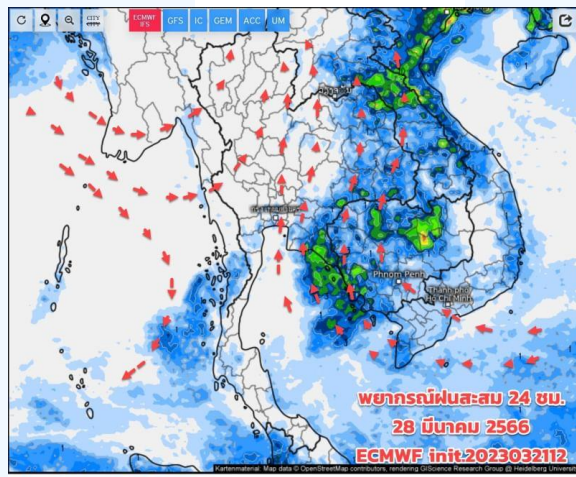 CITY
CITY
ECMWF
IFS
GFS
IC
GEM
ACC
UM
Phnom Penh
Thành phố
Hồ Chí Minh
พยากรณ์ฝนสะสม 24 ชม.
28 มีนาคม 2566
ECMWF init.2023032112
Kartenmaterial: Map data © OpenStreetMap contributors, rendering GIScience Research Group @ Heidelberg Universit